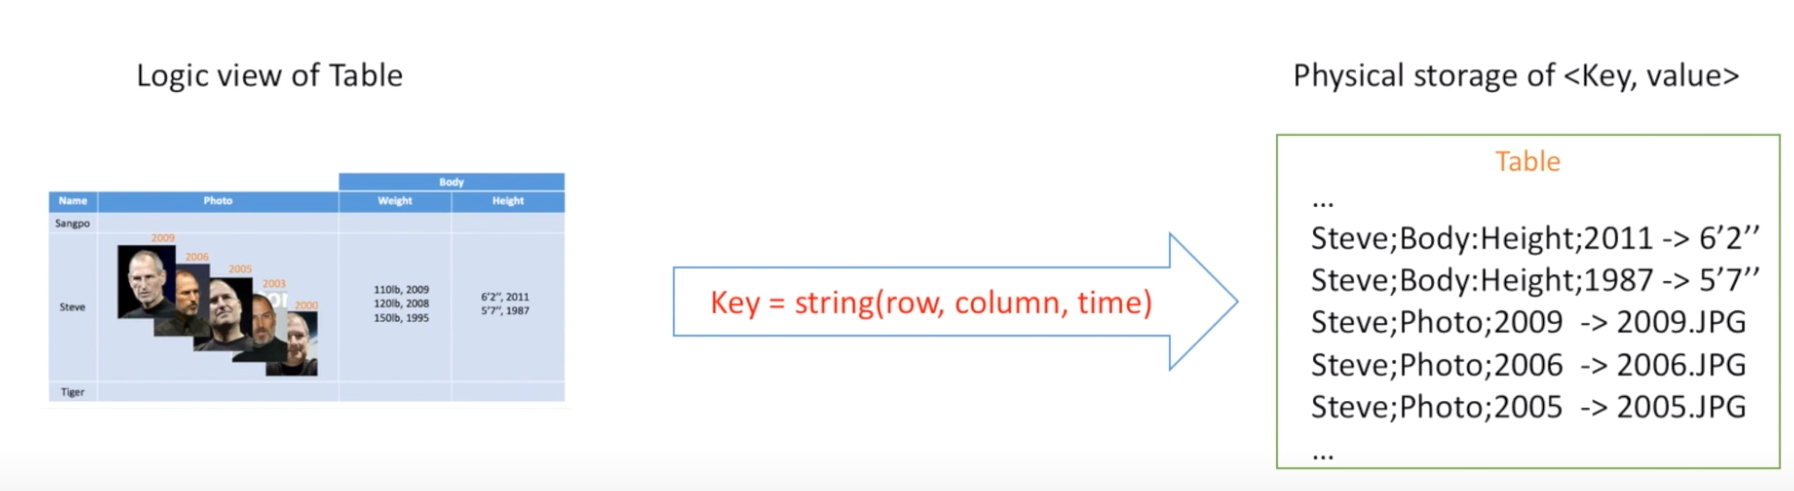 Logic view of Table
Physical storage of <Key, value>
Body
Name Photo Weight Height
Sangpo
2009
2006
2005
2003
2000
Steve
110lb, 2009
120lb, 2008
150lb, 1995
6’2’’, 2011
5’7’’, 1987
Tiger
Key = string(row, column, time)
Table
...
Steve;Body:Height;2011 -> 6’2’’
Steve;Body:Height;1987 -> 5’7’’
Steve;Photo;2009 -> 2009.JPG
Steve;Photo;2006 -> 2006.JPG
Steve;Photo;2005 -> 2005.JPG
...